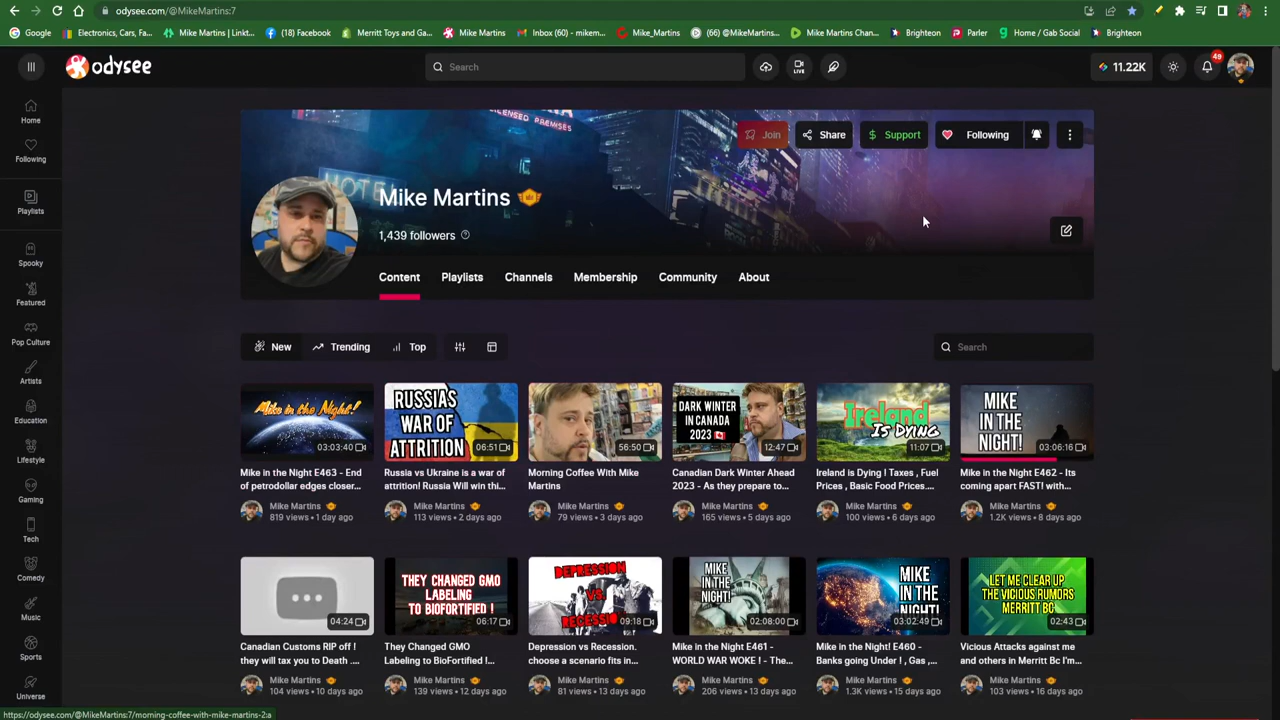 odysee.com/@MikeMartins:7
Google
Electronics, Cars, Fa...
Mike Martins | Linkt...
(18) Facebook
Merritt Toys and Ga...
Mike Martins
Inbox (60) - mikem...
Mike_Martins
(66) @MikeMartins...
Mike Martins Chan...
Brighteon
Parler
Home / Gab Social
Brighteon
odysee
Search
LIVE
11.22K
49
Home
Following
Playlists
Spooky
Featured
Pop Culture
Artists
Education
Lifestyle
Gaming
Tech
Comedy
Music
Sports
Universe
LICENSED PREMISES
HOTEL
Join
Share
$ Support
Following
Mike Martins
1,439 followers
Content
Playlists
Channels
Membership
Community
About
New
Trending
Top
Search
Mike in the Night!
03:03:40
RUSSIA'S
WAR OF
ATTRITION
06:51
56:50
DARK WINTER
IN CANADA
2023
12:47
Ireland
Is DYING
11:07
MIKE
IN THE
NIGHT!
03:06:16
Mike in the Night E463 - End
of petrodollar edges closer...
Mike Martins
819 views • 1 day ago
Russia vs Ukraine is a war of
attrition! Russia Will win thi...
Mike Martins
113 views • 2 days ago
Morning Coffee With Mike
Martins
Mike Martins
79 views • 3 days ago
Canadian Dark Winter Ahead
2023 - As they prepare to...
Mike Martins
165 views • 5 days ago
Ireland is Dying ! Taxes , Fuel
Prices , Basic Food Prices....
Mike Martins
100 views • 6 days ago
Mike in the Night E462 - Its
coming apart FAST! with...
Mike Martins
1.2K views • 8 days ago
04:24
THEY CHANGED GMO
LABELING
TO BIOFORTIFIED !
06:17
DEPRESSION
VS.
RECESSION
09:18
MIKE
IN THE
NIGHT!
02:08:00
MIKE
IN THE
NIGHT!
03:02:49
LET ME CLEAR UP
THE VICIOUS RUMORS
MERRITT BC
02:43
Canadian Customs RIP off !
they will tax you to Death ....
Mike Martins
104 views • 10 days ago
They Changed GMO
Labeling to BioFortified !...
Mike Martins
139 views • 12 days ago
Depression vs Recession.
choose a scenario fits in...
Mike Martins
81 views • 13 days ago
Mike in the Night E461 -
WORLD WAR WOKE ! - The...
Mike Martins
206 views • 13 days ago
Mike in the Night! E460 -
Banks going Under ! , Gas ,...
Mike Martins
1.3K views • 15 days ago
Vicious Attacks against me
and others in Merritt Bc I'm...
Mike Martins
103 views • 16 days ago
https://odysee.com/@MikeMartins:7/morning-coffee-with-mike-martins-2:a